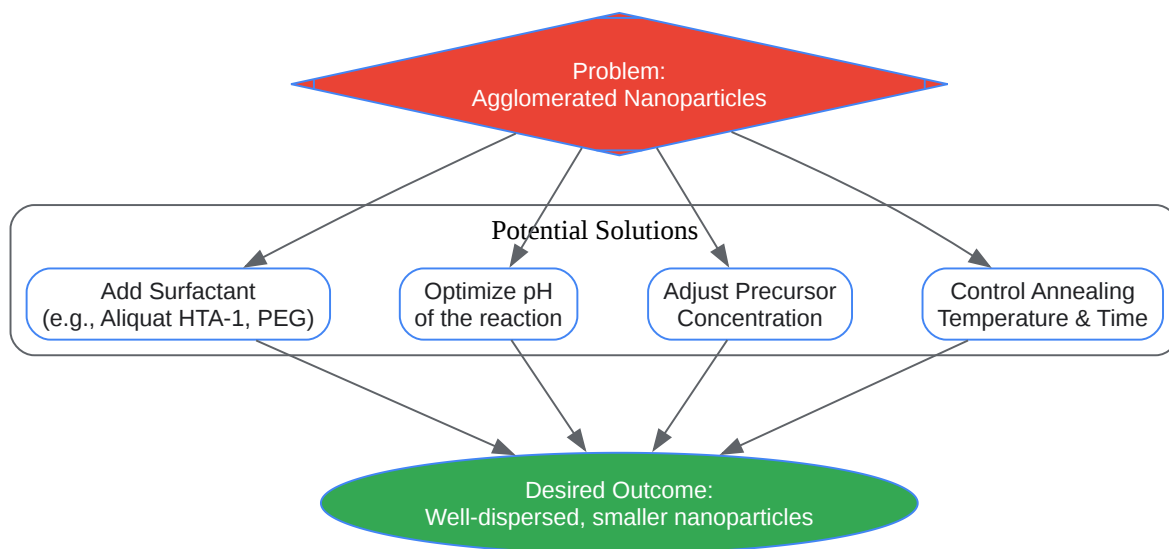 Problem:
Agglomerated Nanoparticles
Potential Solutions
Add Surfactant
(e.g., Aliquat HTA-1, PEG)
Optimize pH
of the reaction
Adjust Precursor
Concentration
Control Annealing
Temperature & Time
Desired Outcome:
Well-dispersed, smaller nanoparticles